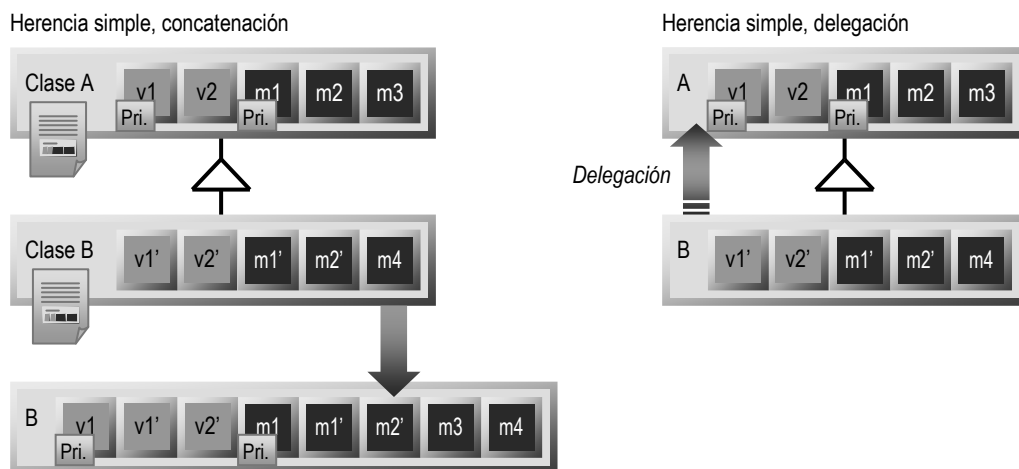 Herencia simple, concatenación
Clase A v1 v2 m1 m2 m3
Pri. Pri.
Clase B v1’ v2’ m1’ m2’ m4
B v1 v1’ v2’ m1 m1’ m2’ m3 m4
Pri. Pri.
Herencia simple, delegación
A v1 v2 m1 m2 m3
Pri. Pri.
Delegación
B v1’ v2’ m1’ m2’ m4